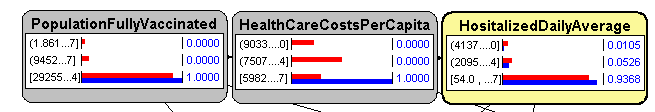 PopulationFullyVaccinated
(1.861...7] 0.0000
(9452...7] 0.0000
[29255...4] 1.0000
HealthCareCostsPerCapita
(9033...0] 0.0000
(7507...4] 0.0000
[5982...7] 1.0000
HositalizedDailyAverage
(4137...0] 0.0105
(2095...4] 0.0526
[54.0 , ...7] 0.9368